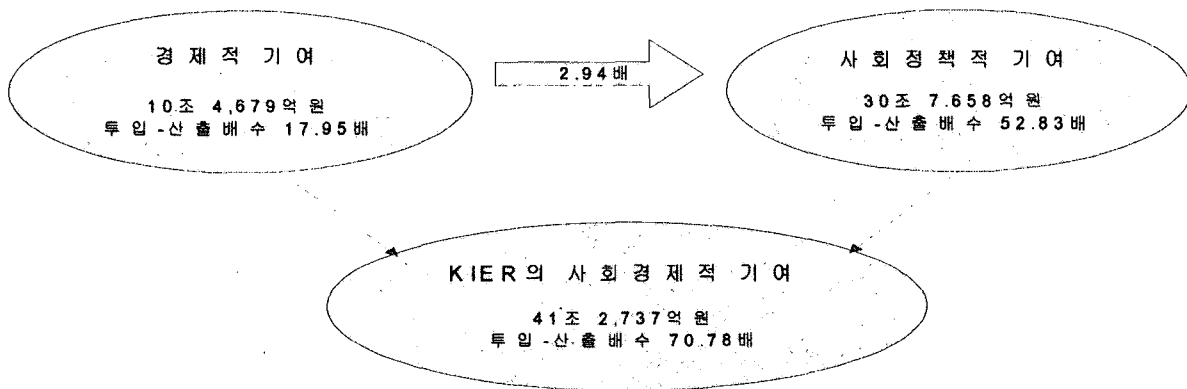 경제적 기여
10조 4,679억원
투입-산출배수 17.95배
2.94배
사회정책적 기여
30조 7.658억원
투입-산출배수 52.83배
KIER의 사회경제적 기여
41조 2,737억원
투입-산출배수 70.78배